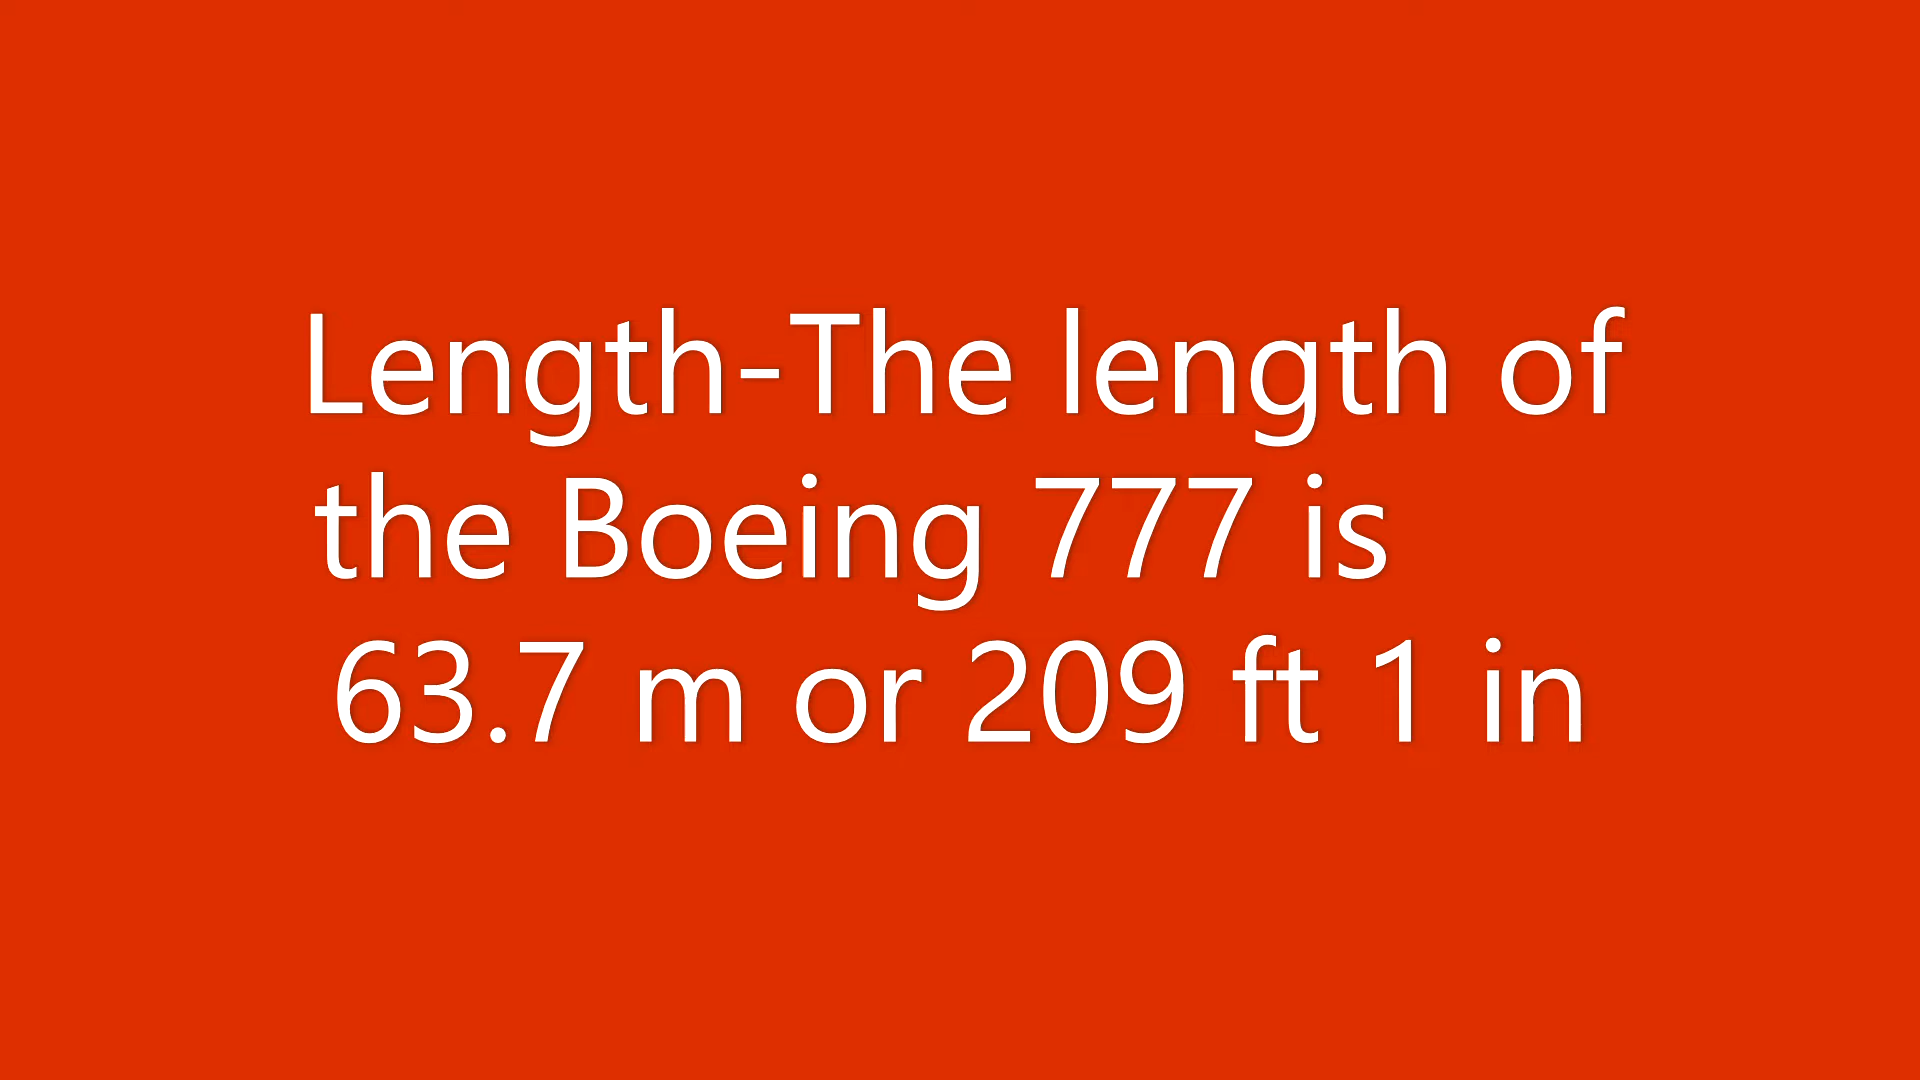 Length-The length of
the Boeing 777 is
63.7 m or 209 ft 1 in